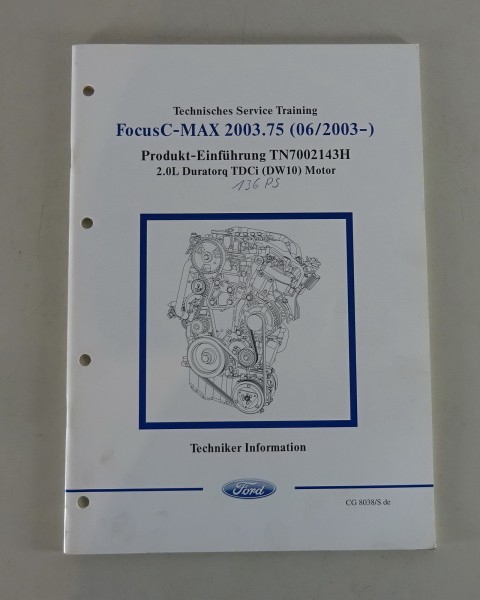 Technisches Service Training
FocusC-MAX 2003.75 (06/2003-)
Produkt-Einführung TN7002143H
2.0L Duratorq TDCi (DW10) Motor
136 PS
Techniker Information
Ford
CG 8038/S de